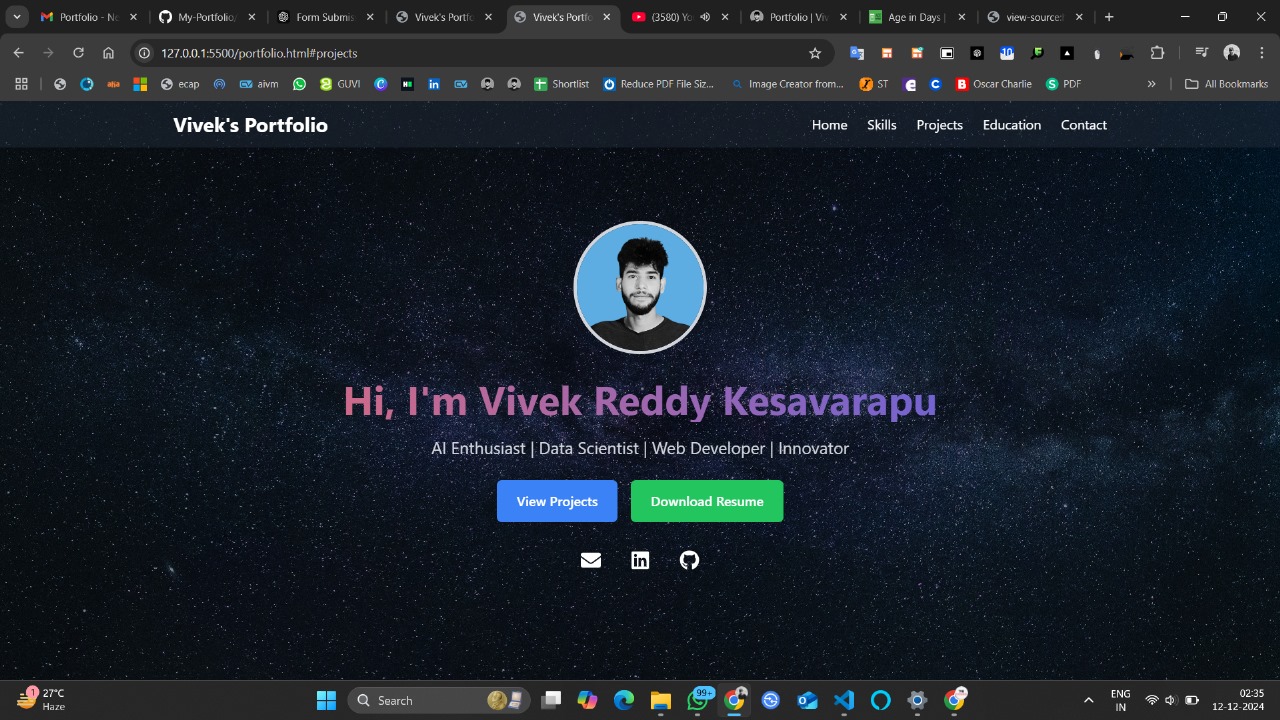 Portfolio - No
My-Portfolio/
Form Submis
Vivek's Portfo
Vivek's Portfo
(3580) Yo
Portfolio | Viv
Age in Days |
view-source:l
127.0.0.1:5500/portfolio.html#projects
ecap
aivm
GUVI
Shortlist
Reduce PDF File Siz...
Image Creator from...
ST
Oscar Charlie
PDF
All Bookmarks
Vivek's Portfolio
Home
Skills
Projects
Education
Contact
Hi, I'm Vivek Reddy Kesavarapu
AI Enthusiast | Data Scientist | Web Developer | Innovator
View Projects
Download Resume
1
27°C
Haze
Search
99+
ENG
IN
02:35
12-12-2024